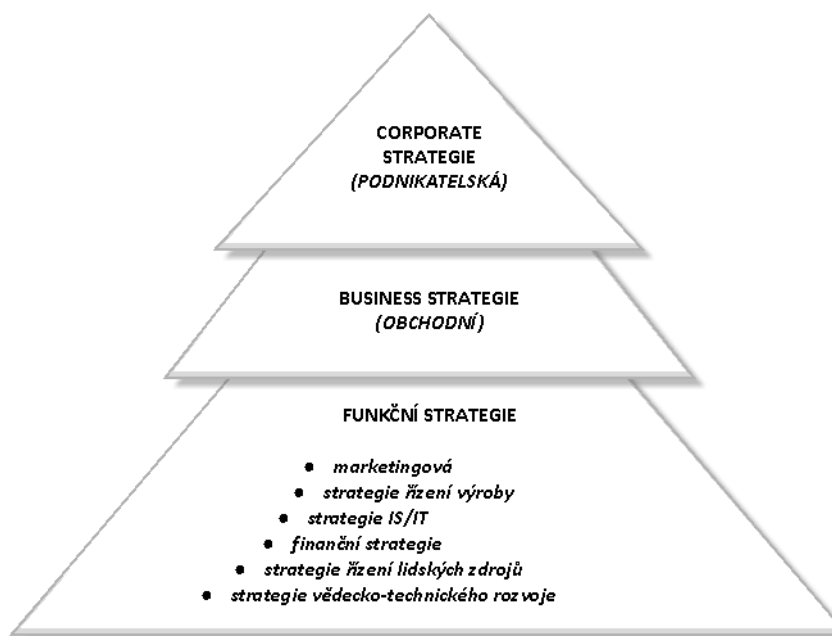 CORPORATE
STRATEGIE
(PODNIKATELSKÁ)
BUSINESS STRATEGIE
(OBCHODNÍ)
FUNKČNÍ STRATEGIE
● marketingová
● strategie řízení výroby
● strategie IS/IT
● finanční strategie
● strategie řízení lidských zdrojů
● strategie vědecko-technického rozvoje